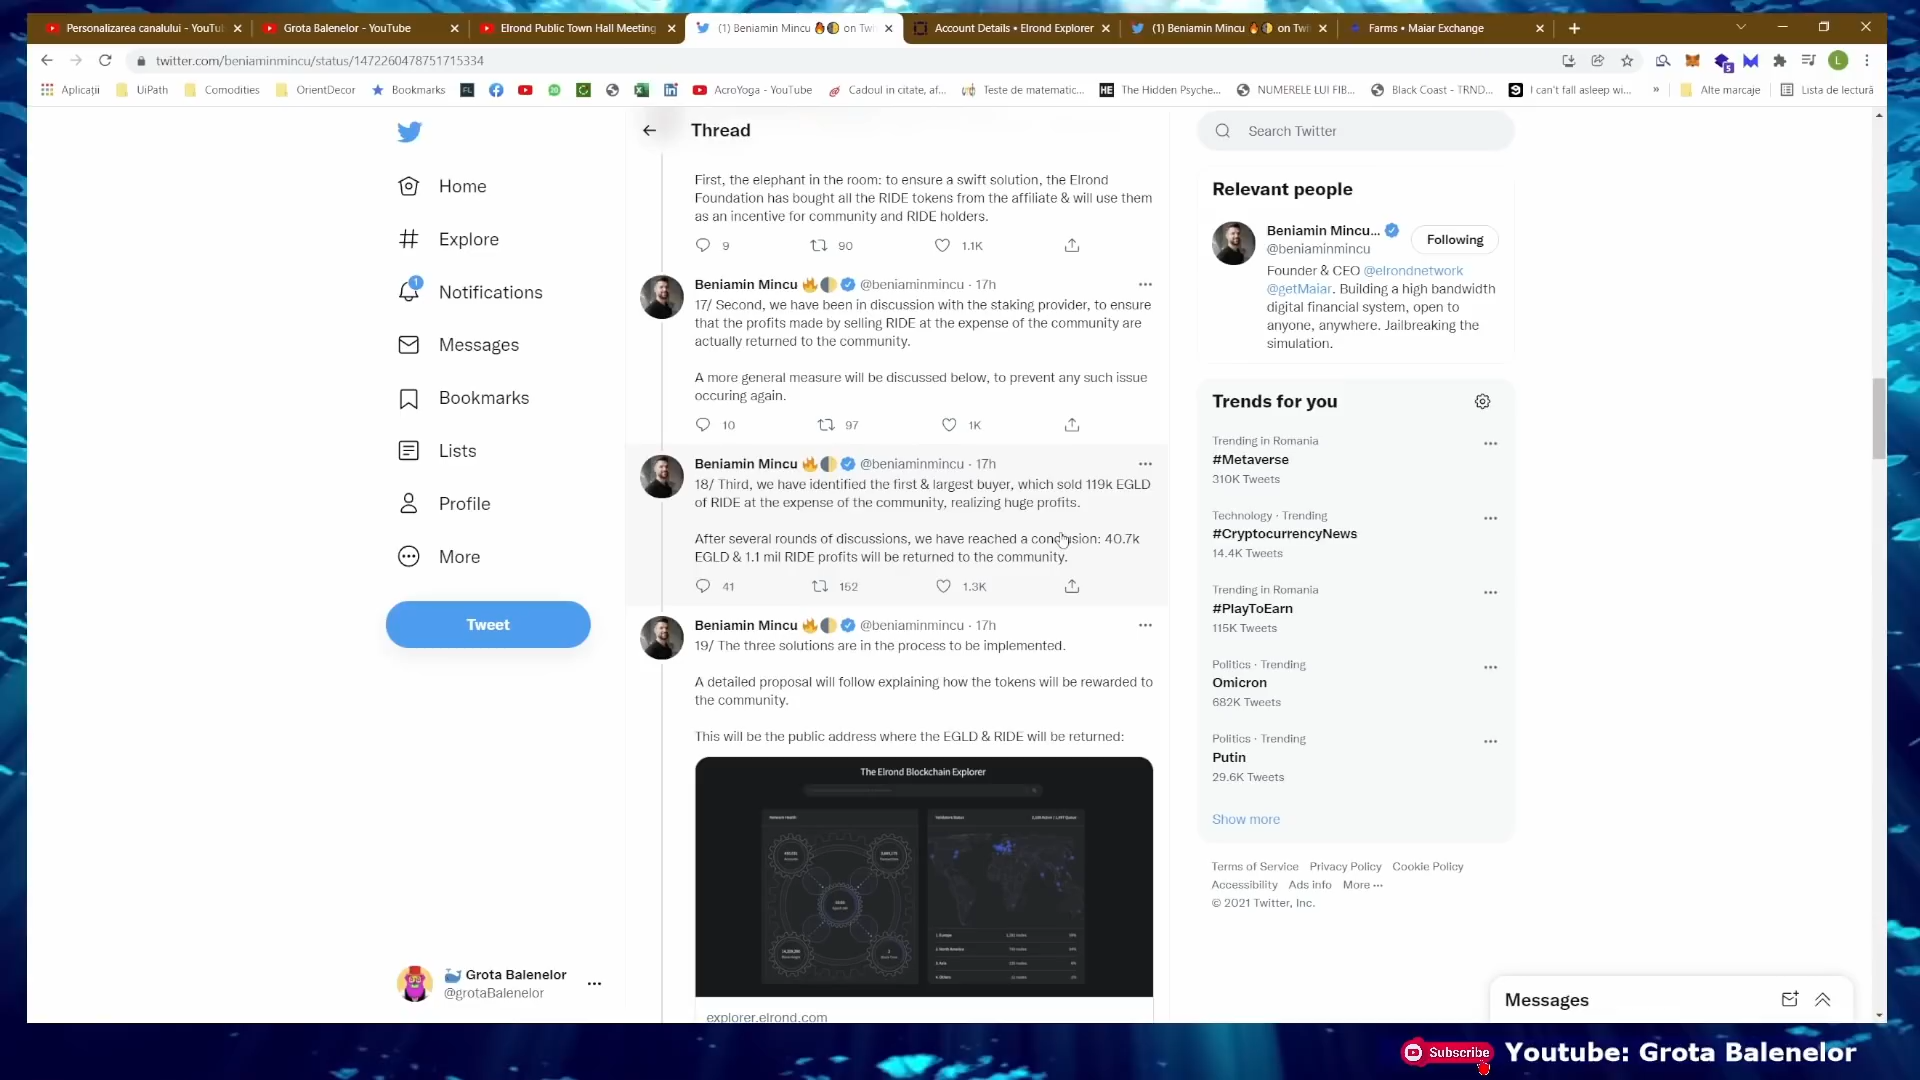 Personalizarea canalului - YouTu
Grota Balenelor - YouTube
Elrond Public Town Hall Meeting
(1) Beniamin Mincu 🔥🌗 on Twi
Account Details • Elrond Explorer
(1) Beniamin Mincu 🔥🌗 on Twi
Farms • Maiar Exchange
twitter.com/beniaminmincu/status/1472260478751715334
5
L
Aplicații
UiPath
Comodities
OrientDecor
Bookmarks
FL
AcroYoga - YouTube
Cadoul in citate, af...
Teste de matematic...
HE
The Hidden Psyche...
NUMERELE LUI FIB...
Black Coast - TRND...
I can't fall asleep wi...
»
Alte marcaje
Lista de lectură
Home
Explore
1
Notifications
Messages
Bookmarks
Lists
Profile
More
Tweet
🐳 Grota Balenelor
@grotaBalenelor
Thread
First, the elephant in the room: to ensure a swift solution, the Elrond
Foundation has bought all the RIDE tokens from the affiliate & will use them
as an incentive for community and RIDE holders.
9 90 1.1K
Beniamin Mincu 🔥🌗 @beniaminmincu · 17h
17/ Second, we have been in discussion with the staking provider, to ensure
that the profits made by selling RIDE at the expense of the community are
actually returned to the community.
A more general measure will be discussed below, to prevent any such issue
occuring again.
10 97 1K
Beniamin Mincu 🔥🌗 @beniaminmincu · 17h
18/ Third, we have identified the first & largest buyer, which sold 119k EGLD
of RIDE at the expense of the community, realizing huge profits.
After several rounds of discussions, we have reached a conclusion: 40.7k
EGLD & 1.1 mil RIDE profits will be returned to the community.
41 152 1.3K
Beniamin Mincu 🔥🌗 @beniaminmincu · 17h
19/ The three solutions are in the process to be implemented.
A detailed proposal will follow explaining how the tokens will be rewarded to
the community.
This will be the public address where the EGLD & RIDE will be returned:
The Elrond Blockchain Explorer
explorer.elrond.com
Search Twitter
Relevant people
Beniamin Mincu...
@beniaminmincu
Following
Founder & CEO @elrondnetwork
@getMaiar. Building a high bandwidth
digital financial system, open to
anyone, anywhere. Jailbreaking the
simulation.
Trends for you
Trending in Romania
#Metaverse
310K Tweets
Technology · Trending
#CryptocurrencyNews
14.4K Tweets
Trending in Romania
#PlayToEarn
115K Tweets
Politics · Trending
Omicron
682K Tweets
Politics · Trending
Putin
29.6K Tweets
Show more
Terms of Service Privacy Policy Cookie Policy
Accessibility Ads info More ···
© 2021 Twitter, Inc.
Messages
Subscribe
Youtube: Grota Balenelor